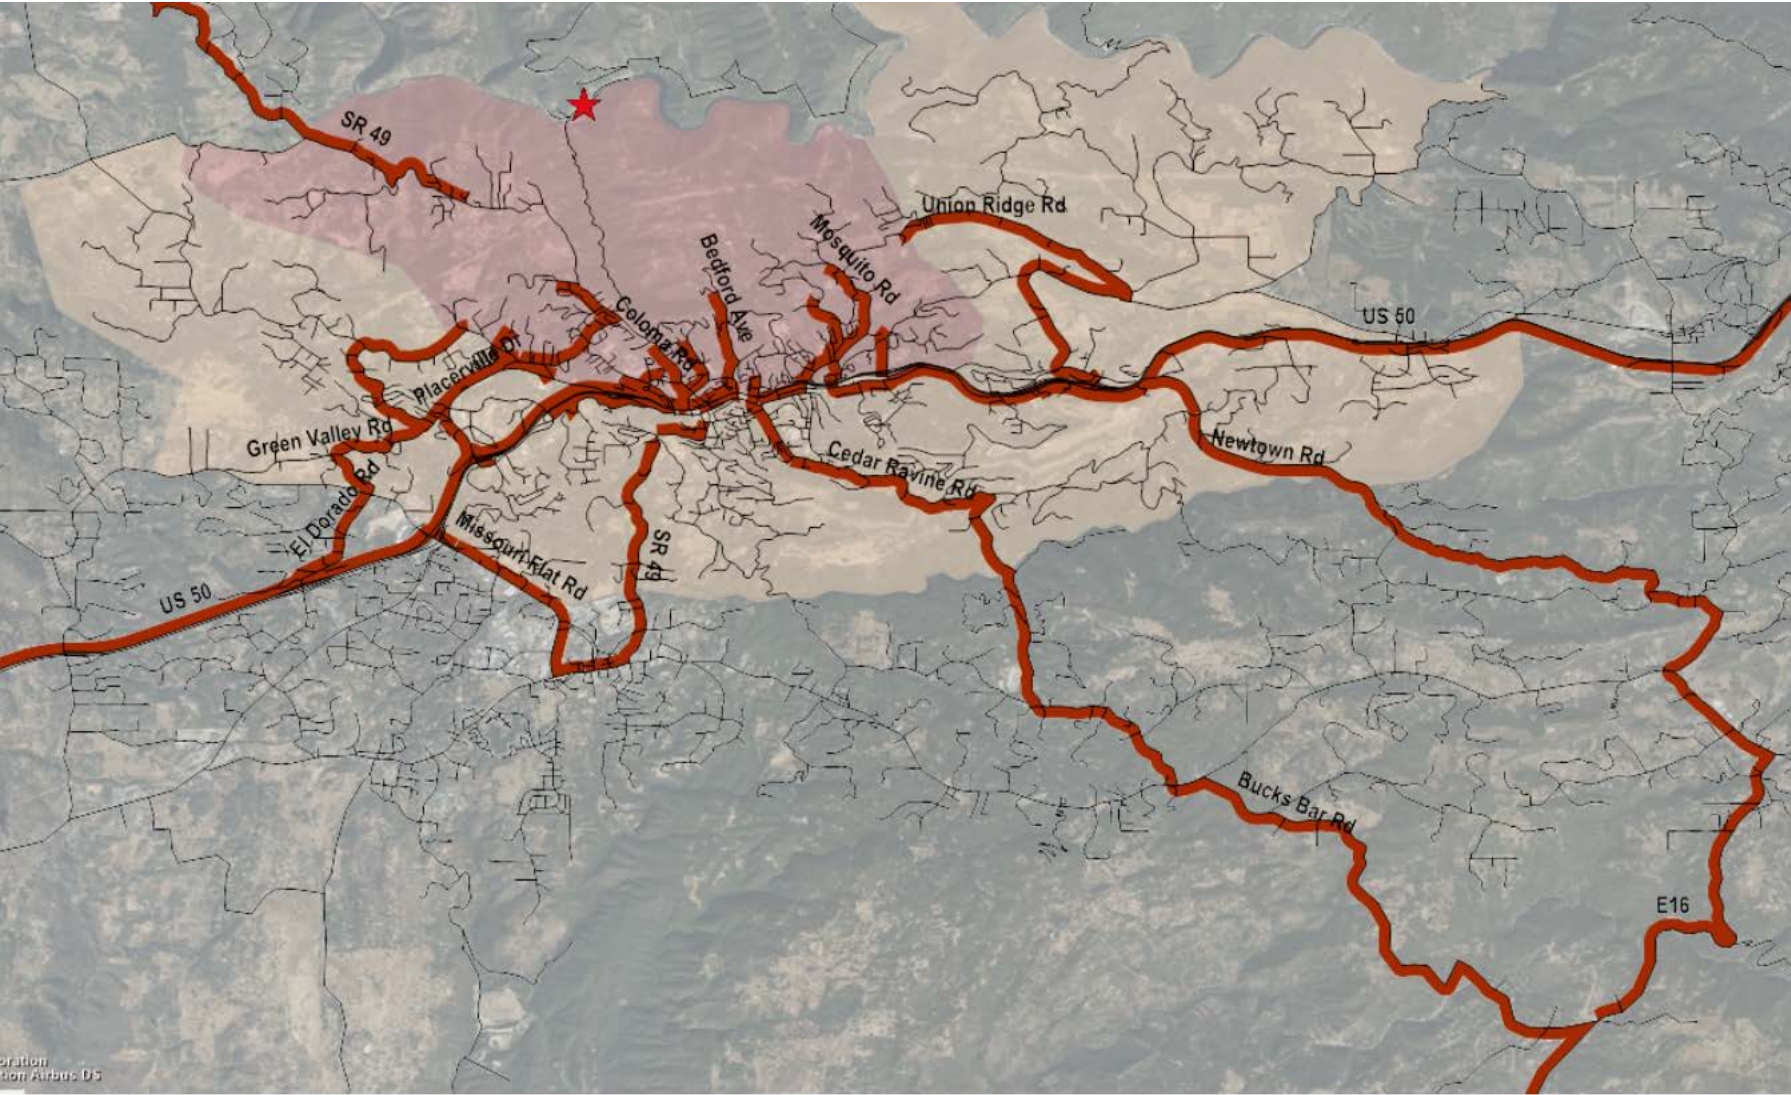 SR 49
Union Ridge Rd
Mosquito Rd
Bedford Ave
Coloma Rd
US 50
Placerville Dr
Green Valley Rd
Newtown Rd
Cedar Ravine Rd
El Dorado Rd
Missouri Flat Rd
SR 49
US 50
Bucks Bar Rd
E16
oration
tion Airbus DS